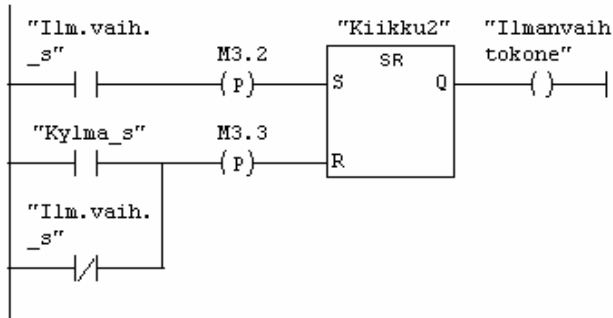 "Ilm.vaih.
_s"
M3.2
(P)
"Kiikku2"
SR
S
Q
"Ilmanvaih
tokone"
( )
"Kylma_s"
M3.3
(P)
R
"Ilm.vaih.
_s"